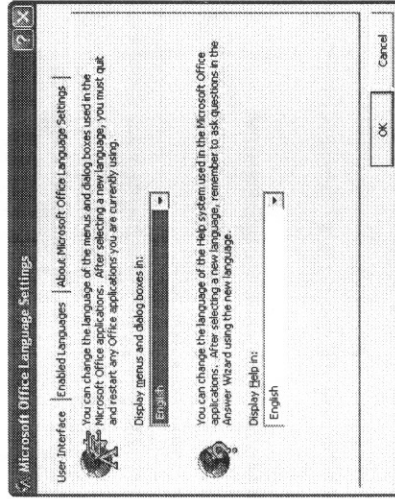 Microsoft Office Language Settings
User Interface
Enabled Languages
About Microsoft Office Language Settings
You can change the language of the menus and dialog boxes used in the
Microsoft Office applications. After selecting a new language, you must quit
and restart any Office applications you are currently using.
Display menus and dialog boxes in:
English
You can change the language of the Help system used in the Microsoft Office
applications. After selecting a new language, remember to ask questions in the
Answer Wizard using the new language.
Display Help in:
English
OK
Cancel